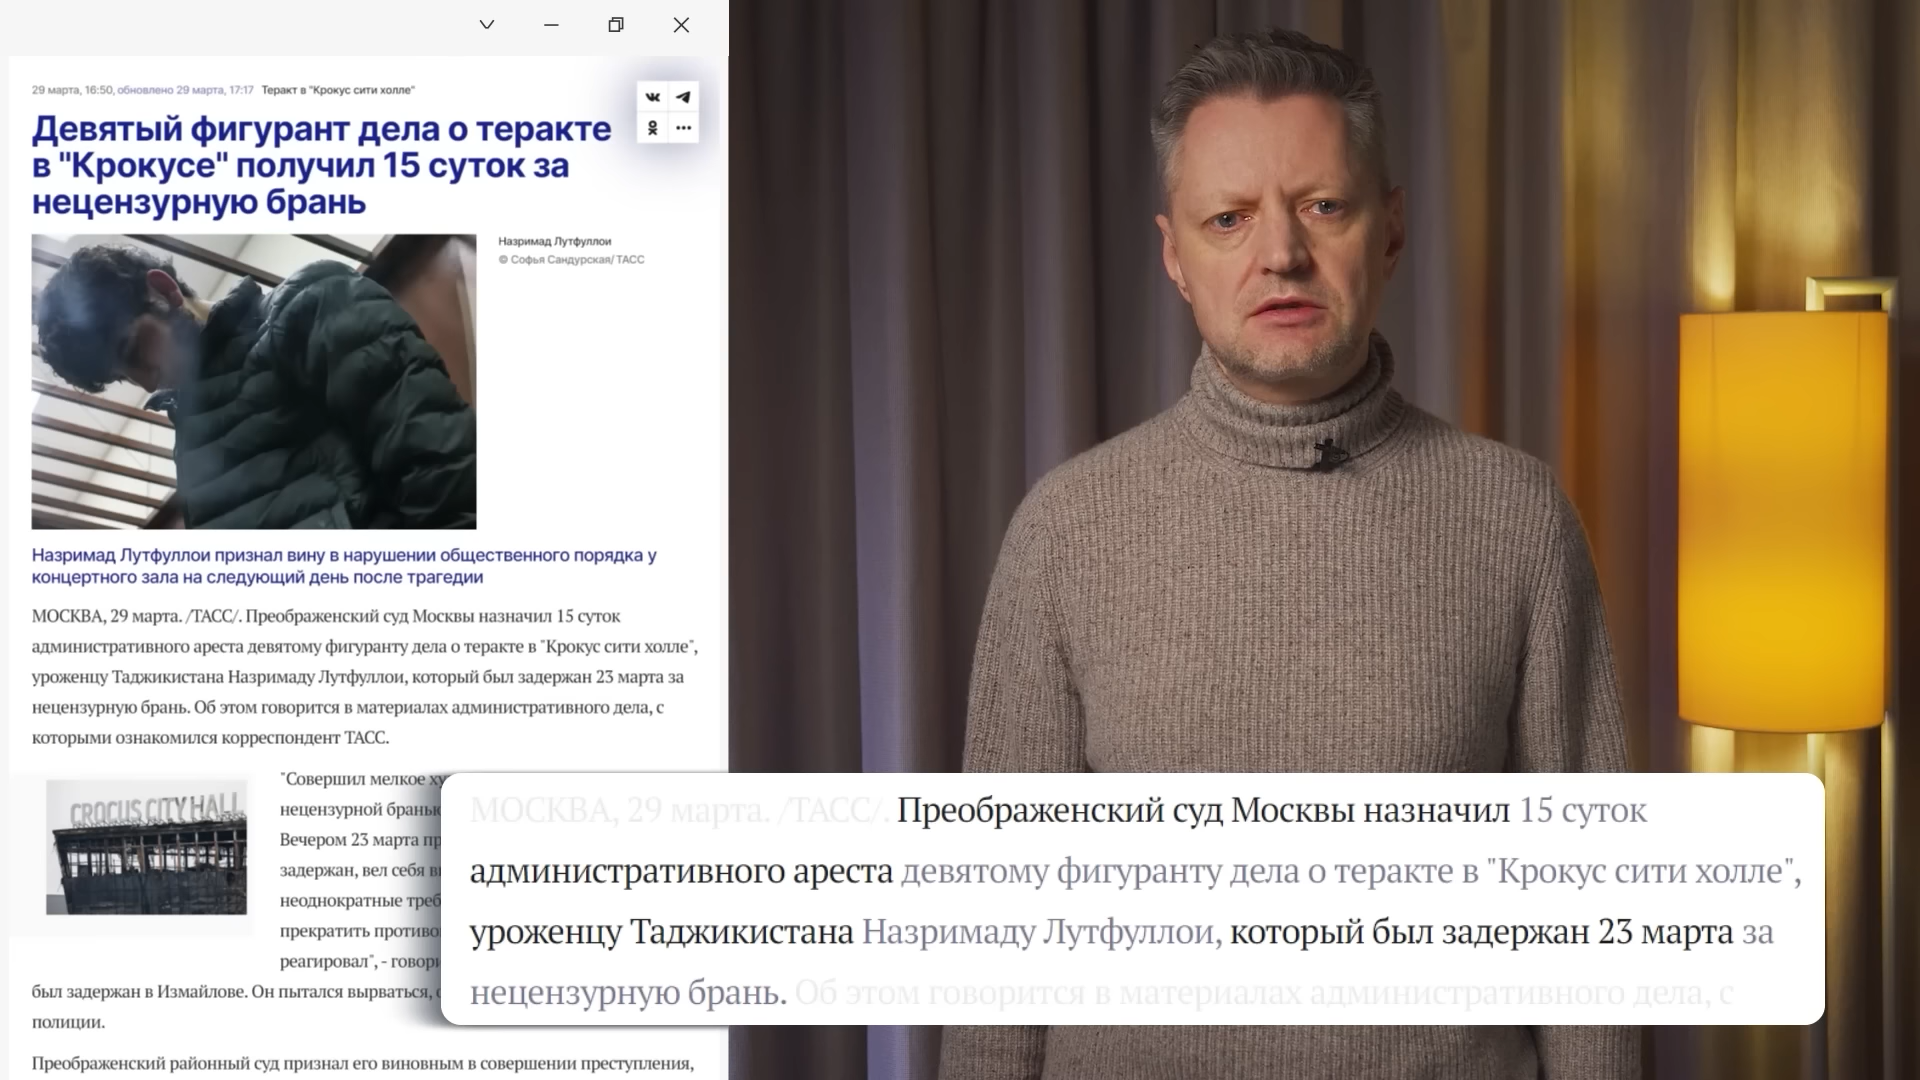 29 марта, 16:50, обновлено 29 марта, 17:17 Теракт в "Крокус сити холле"
Девятый фигурант дела о теракте
в "Крокусе" получил 15 суток за
нецензурную брань
Назримад Лутфуллои
© Софья Сандурская/ ТАСС
Назримад Лутфуллои признал вину в нарушении общественного порядка у
концертного зала на следующий день после трагедии
МОСКВА, 29 марта. /ТАСС/. Преображенский суд Москвы назначил 15 суток
административного ареста девятому фигуранту дела о теракте в "Крокус сити холле",
уроженцу Таджикистана Назримаду Лутфуллои, который был задержан 23 марта за
нецензурную брань. Об этом говорится в материалах административного дела, с
которыми ознакомился корреспондент ТАСС.
CROCUS CITY HALL
"Совершил мелкое
нецензурной
Вечером 23 марта
задержан, вел себя
неоднократные
прекратить
реагировал", -
был задержан в Измайлове. Он пытался вырваться,
полиции.
Преображенский районный суд признал его виновным в совершении преступления,
МОСКВА, 29 марта. /ТАСС/. Преображенский суд Москвы назначил 15 суток
административного ареста девятому фигуранту дела о теракте в "Крокус сити холле",
уроженцу Таджикистана Назримаду Лутфуллои, который был задержан 23 марта за
нецензурную брань. Об этом говорится в материалах административного дела, с